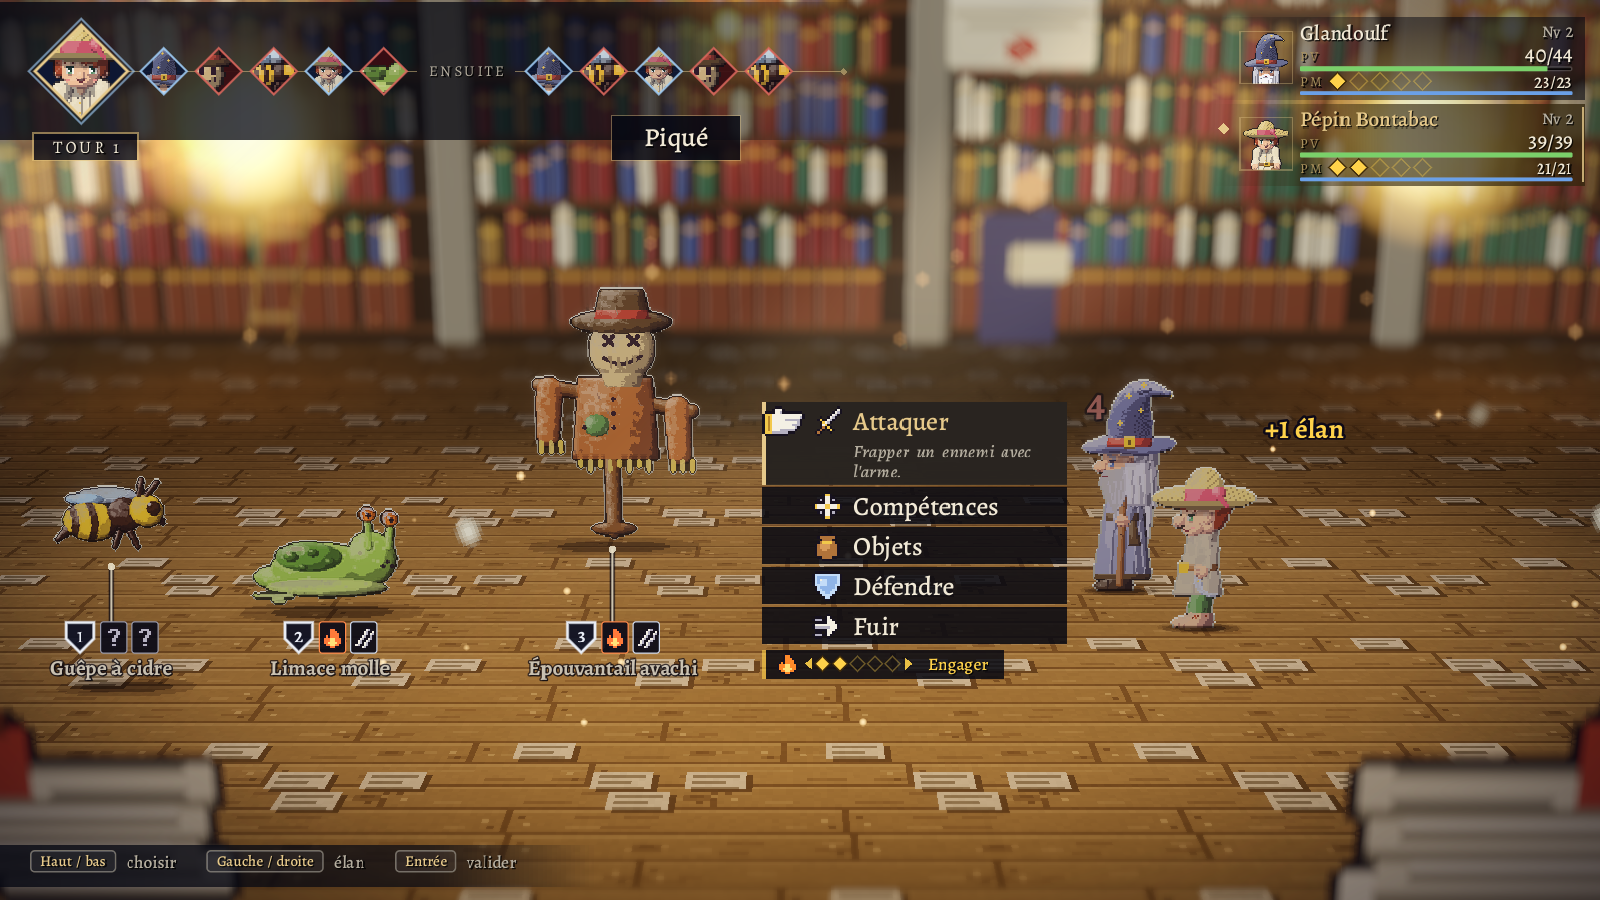 Glandoulf Nv 2
PV 40/44
PM 23/23
ENSUITE
Pépin Bontabac Nv 2
PV 39/39
PM 21/21
Piqué
TOUR 1
4
Attaquer
Frapper un ennemi avec
l'arme.
+1 élan
Compétences
Objets
Défendre
Fuir
1 ? ?
2
3
Guêpe à cidre
Limace molle
Épouvantail avachi
Engager
Haut / bas choisir
Gauche / droite élan
Entrée valider